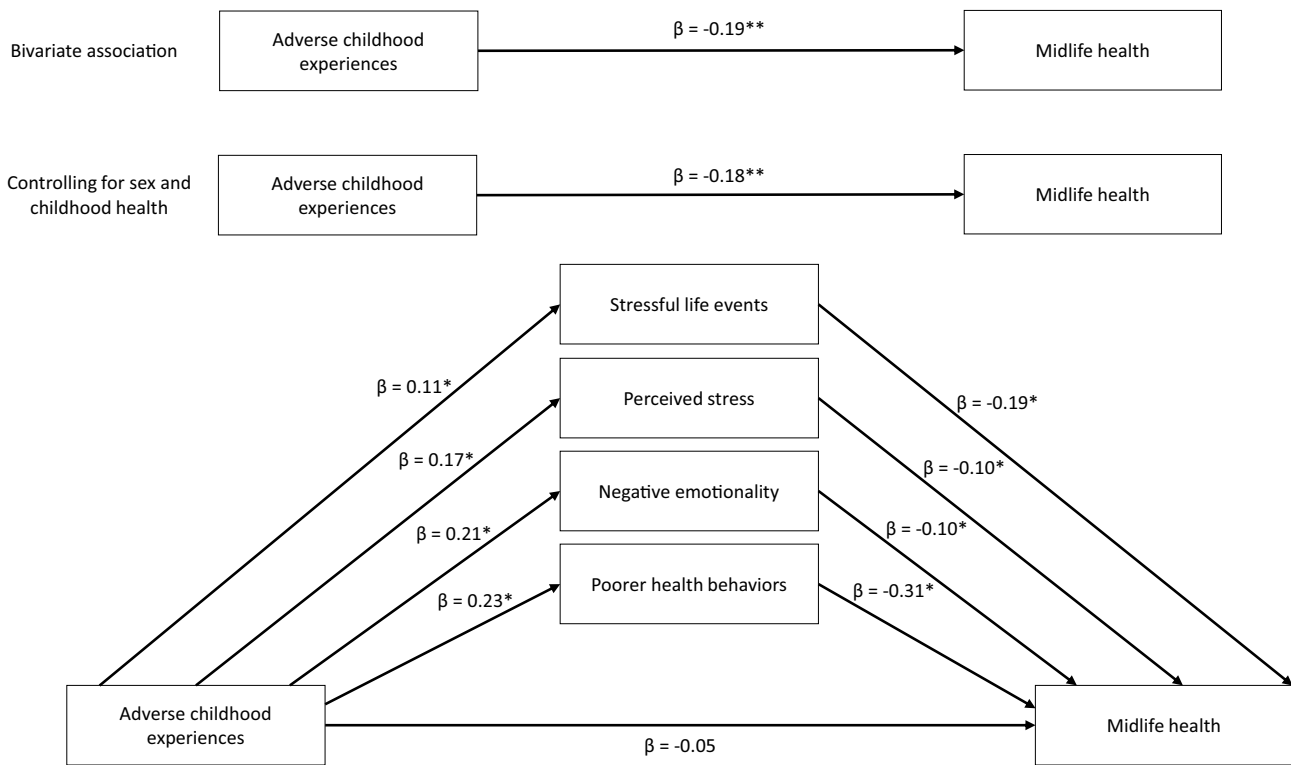 Bivariate association
Adverse childhood
experiences
β = -0.19**
Midlife health
Controlling for sex and
childhood health
Adverse childhood
experiences
β = -0.18**
Midlife health
Stressful life events
Perceived stress
Negative emotionality
Poorer health behaviors
β = 0.11*
β = 0.17*
β = 0.21*
β = 0.23*
β = -0.19*
β = -0.10*
β = -0.10*
β = -0.31*
Adverse childhood
experiences
β = -0.05
Midlife health